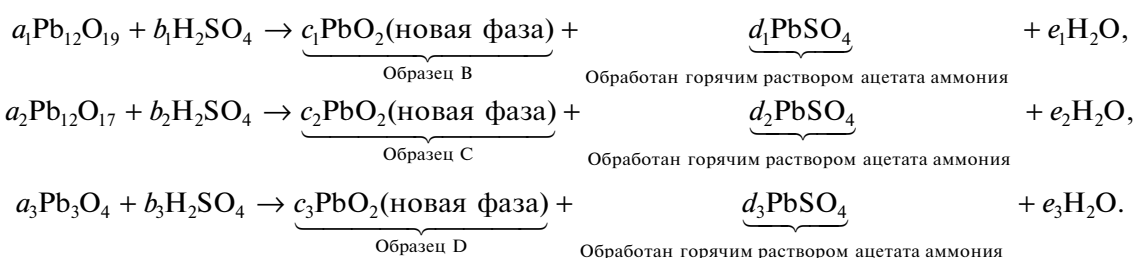 a₁Pb₁₂O₁₉ + b₁H₂SO₄ → c₁PbO₂(новая фаза) + d₁PbSO₄ + e₁H₂O,
Образец B Обработан горячим раствором ацетата аммония
a₂Pb₁₂O₁₇ + b₂H₂SO₄ → c₂PbO₂(новая фаза) + d₂PbSO₄ + e₂H₂O,
Образец C Обработан горячим раствором ацетата аммония
a₃Pb₃O₄ + b₃H₂SO₄ → c₃PbO₂(новая фаза) + d₃PbSO₄ + e₃H₂O.
Образец D Обработан горячим раствором ацетата аммония